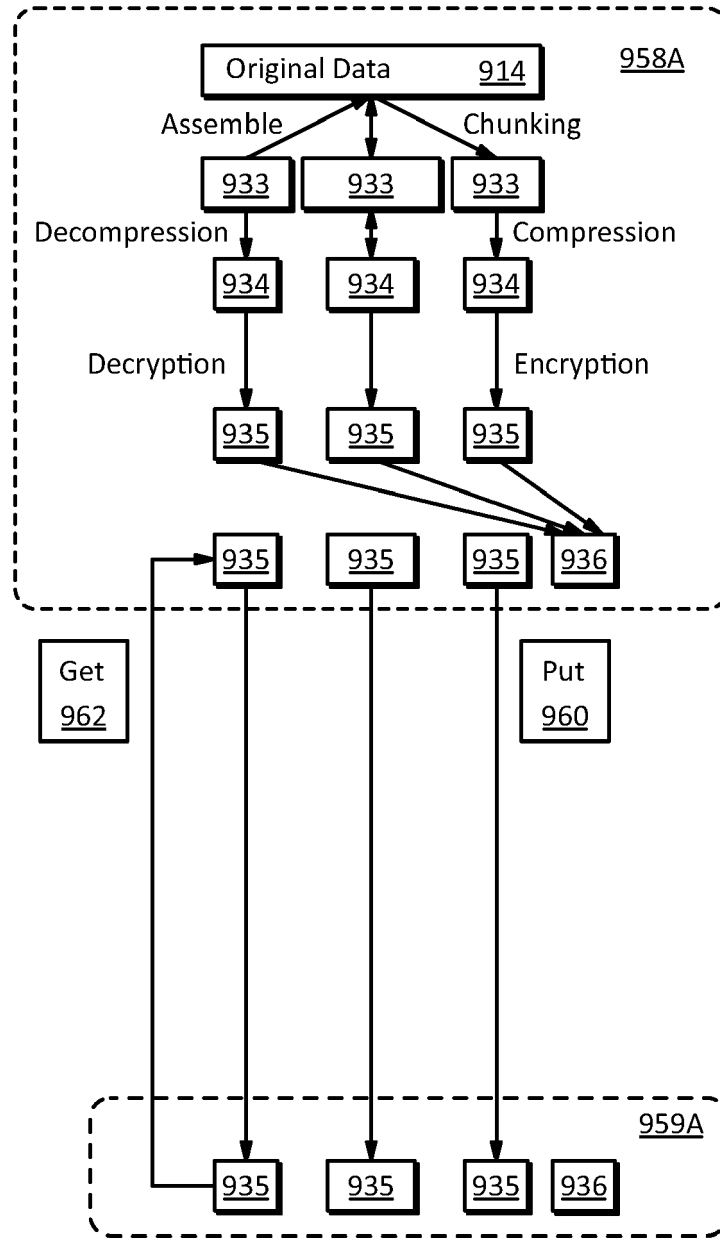 958A
Original Data 914
Assemble
Chunking
933 933 933
Decompression
Compression
934 934 934
Decryption
Encryption
935 935 935
935 935 935 936
Get
962
Put
960
959A
935 935 935 936